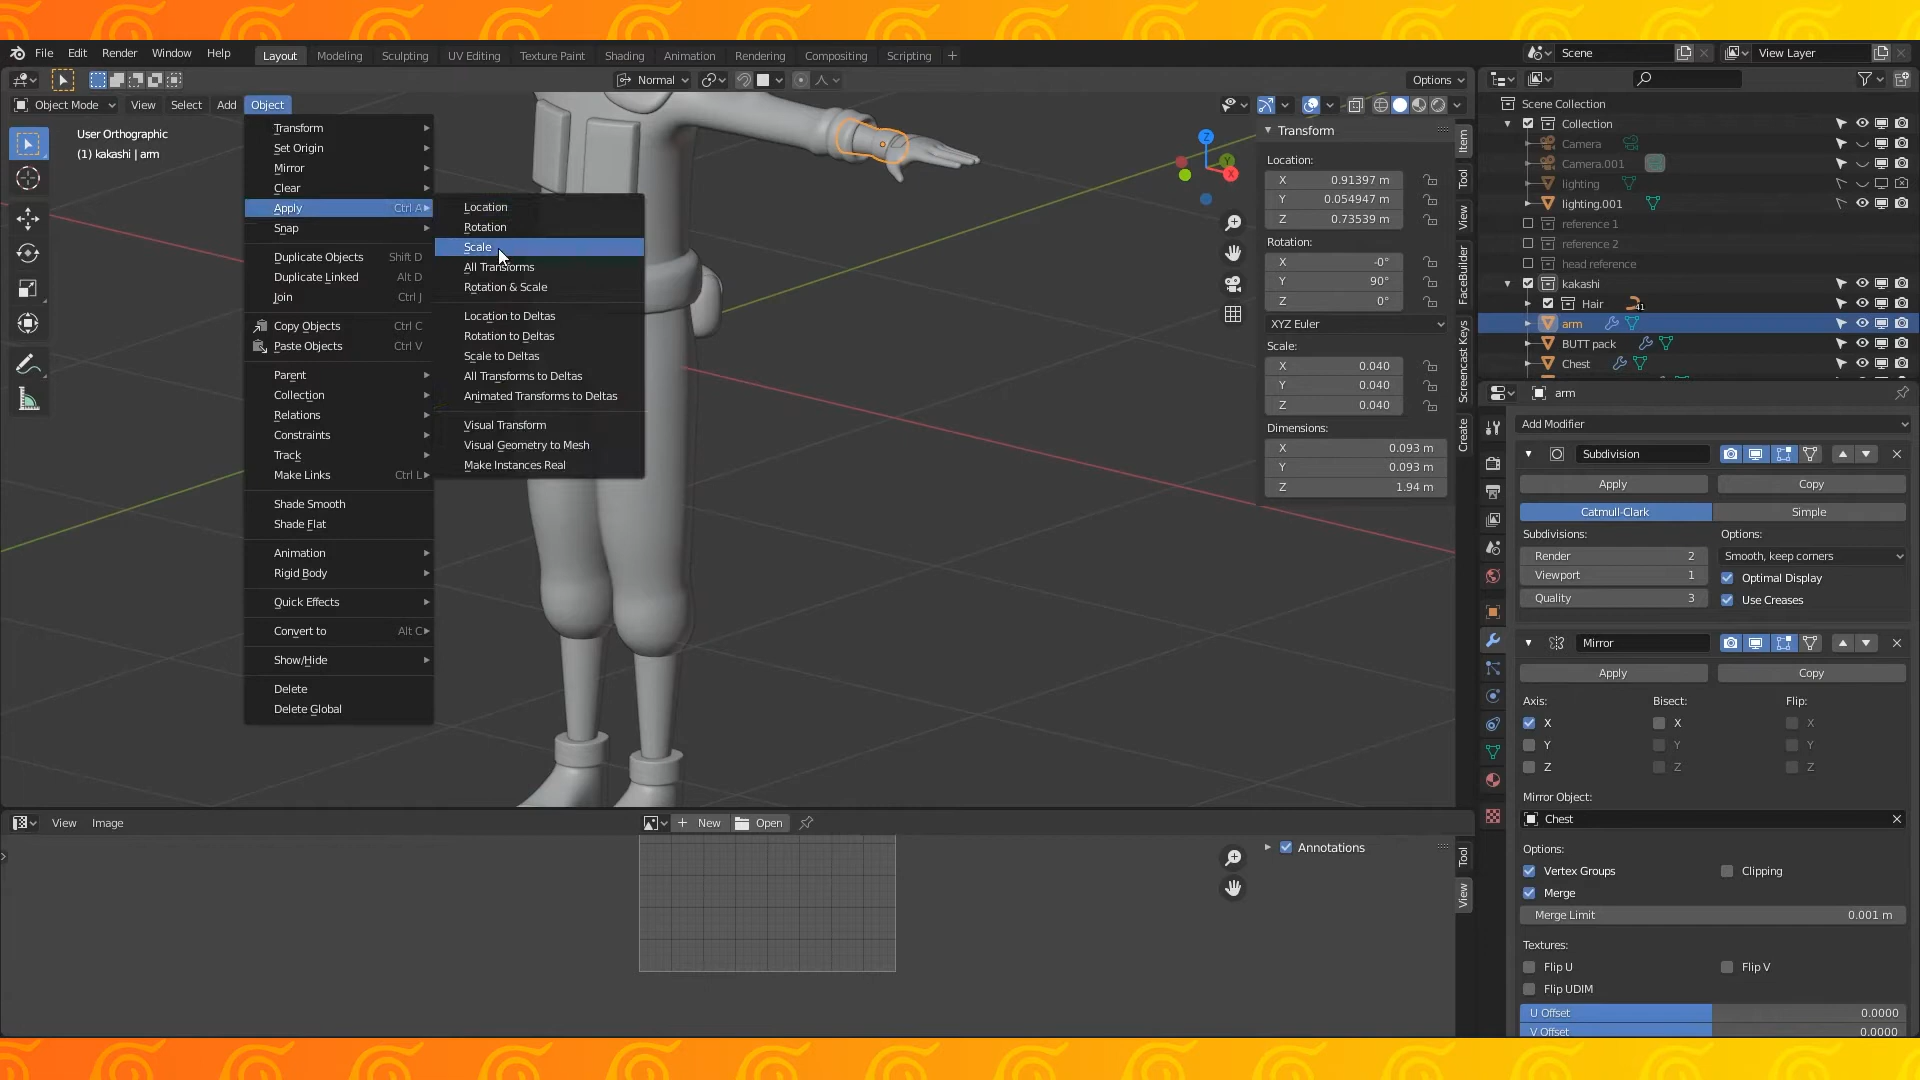 File Edit Render Window Help Layout Modeling Sculpting UV Editing Texture Paint Shading Animation Rendering Compositing Scripting + Scene View Layer
Normal Options
Object Mode View Select Add Object
User Orthographic
(1) kakashi | arm
Transform
Set Origin
Mirror
Clear
Apply Ctrl A
Snap
Duplicate Objects Shift D
Duplicate Linked Alt D
Join Ctrl J
Copy Objects Ctrl C
Paste Objects Ctrl V
Parent
Collection
Relations
Constraints
Track
Make Links Ctrl L
Shade Smooth
Shade Flat
Animation
Rigid Body
Quick Effects
Convert to Alt C
Show/Hide
Delete
Delete Global
Location
Rotation
Scale
All Transforms
Rotation & Scale
Location to Deltas
Rotation to Deltas
Scale to Deltas
All Transforms to Deltas
Animated Transforms to Deltas
Visual Transform
Visual Geometry to Mesh
Make Instances Real
Z
Y
X
Transform
Location:
X 0.91397 m
Y 0.054947 m
Z 0.73539 m
Rotation:
X -0°
Y 90°
Z 0°
XYZ Euler
Scale:
X 0.040
Y 0.040
Z 0.040
Dimensions:
X 0.093 m
Y 0.093 m
Z 1.94 m
Item
Tool
View
FaceBuilder
Screencast Keys
Create
Scene Collection
Collection
Camera
Camera.001
lighting
lighting.001
reference 1
reference 2
head reference
kakashi
Hair 41
arm
BUTT pack
Chest
arm
Add Modifier
Subdivision
Apply Copy
Catmull-Clark Simple
Subdivisions: Options:
Render 2 Smooth, keep corners
Viewport 1 Optimal Display
Quality 3 Use Creases
Mirror
Apply Copy
Axis: Bisect: Flip:
X X X
Y Y Y
Z Z Z
Mirror Object:
Chest
Options:
Vertex Groups Clipping
Merge
Merge Limit 0.001 m
Textures:
Flip U Flip V
Flip UDIM
U Offset 0.0000
V Offset 0.0000
View Image + New Open
Annotations
Tool
View